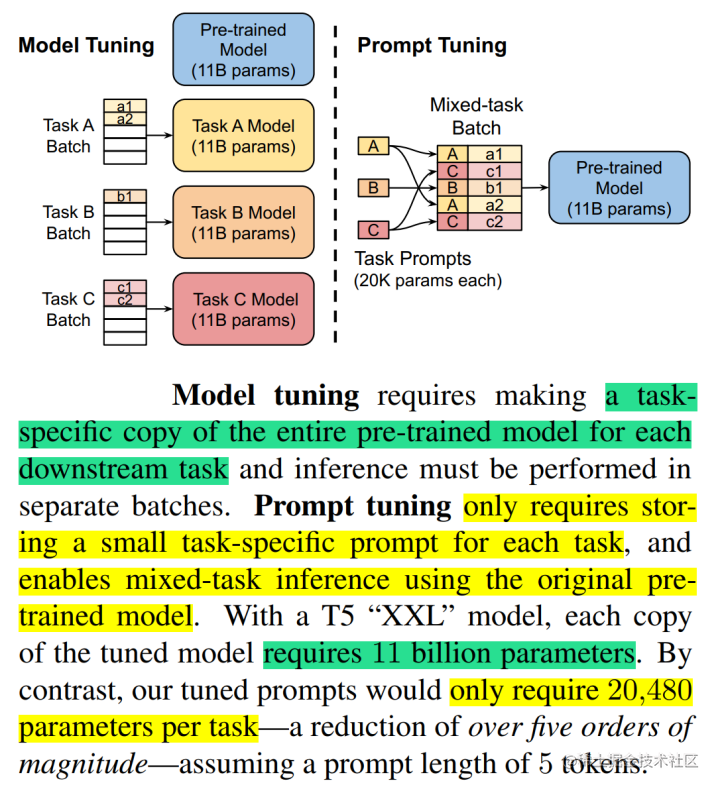 Model Tuning
Pre-trained
Model
(11B params)
a1
a2
Task A
Batch
Task A Model
(11B params)
b1
Task B
Batch
Task B Model
(11B params)
c1
c2
Task C
Batch
Task C Model
(11B params)
Prompt Tuning
Mixed-task
Batch
A
B
C
A a1
C c1
B b1
A a2
C c2
Pre-trained
Model
(11B params)
Task Prompts
(20K params each)
Model tuning requires making a task-
specific copy of the entire pre-trained model for each
downstream task and inference must be performed in
separate batches. Prompt tuning only requires stor-
ing a small task-specific prompt for each task, and
enables mixed-task inference using the original pre-
trained model. With a T5 “XXL” model, each copy
of the tuned model requires 11 billion parameters. By
contrast, our tuned prompts would only require 20,480
parameters per task—a reduction of over five orders of
magnitude—assuming a prompt length of 5 tokens.
@稀土掘金技术社区